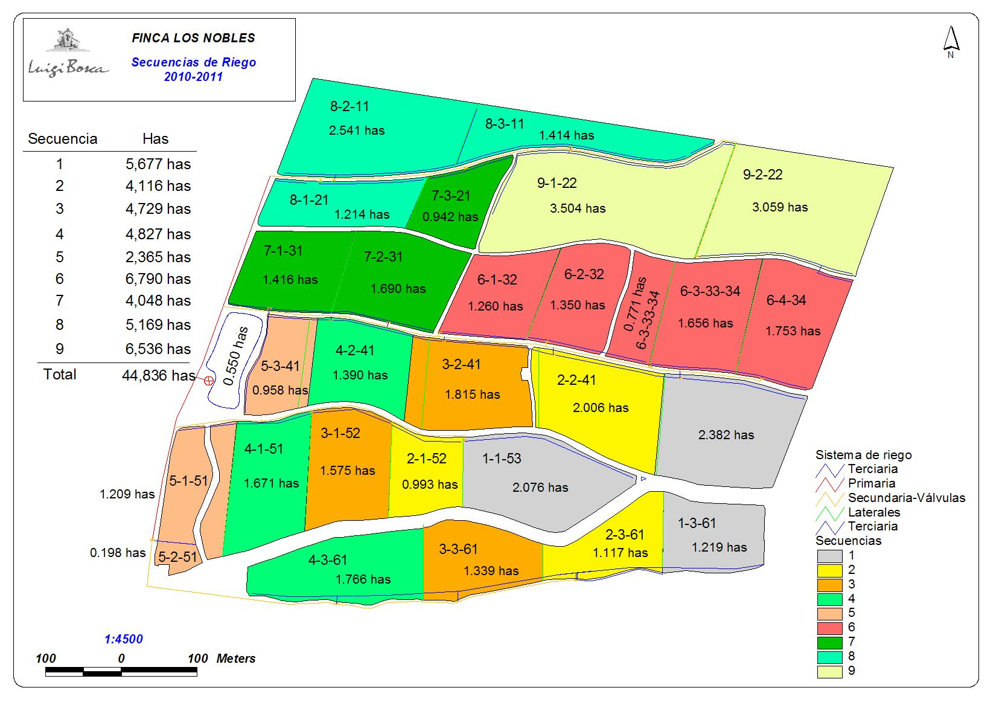 Luigi Bosca
FINCA LOS NOBLES
Secuencias de Riego
2010-2011
N
Secuencia Has
1 5,677 has
2 4,116 has
3 4,729 has
4 4,827 has
5 2,365 has
6 6,790 has
7 4,048 has
8 5,169 has
9 6,536 has
Total 44,836 has
8-2-11
2.541 has
8-3-11
1.414 has
8-1-21
1.214 has
7-3-21
0.942 has
9-1-22
3.504 has
9-2-22
3.059 has
7-1-31
1.416 has
7-2-31
1.690 has
6-1-32
1.260 has
6-2-32
1.350 has
0.771 has
6-3-33-34
6-3-33-34
1.656 has
6-4-34
1.753 has
0.550 has
5-3-41
0.958 has
4-2-41
1.390 has
3-2-41
1.815 has
2-2-41
2.006 has
2.382 has
5-1-51
1.209 has
4-1-51
1.671 has
3-1-52
1.575 has
2-1-52
0.993 has
1-1-53
2.076 has
0.198 has
5-2-51
4-3-61
1.766 has
3-3-61
1.339 has
2-3-61
1.117 has
1-3-61
1.219 has
Sistema de riego
Terciaria
Primaria
Secundaria-Válvulas
Laterales
Terciaria
Secuencias
1
2
3
4
5
6
7
8
9
1:4500
100 0 100 Meters